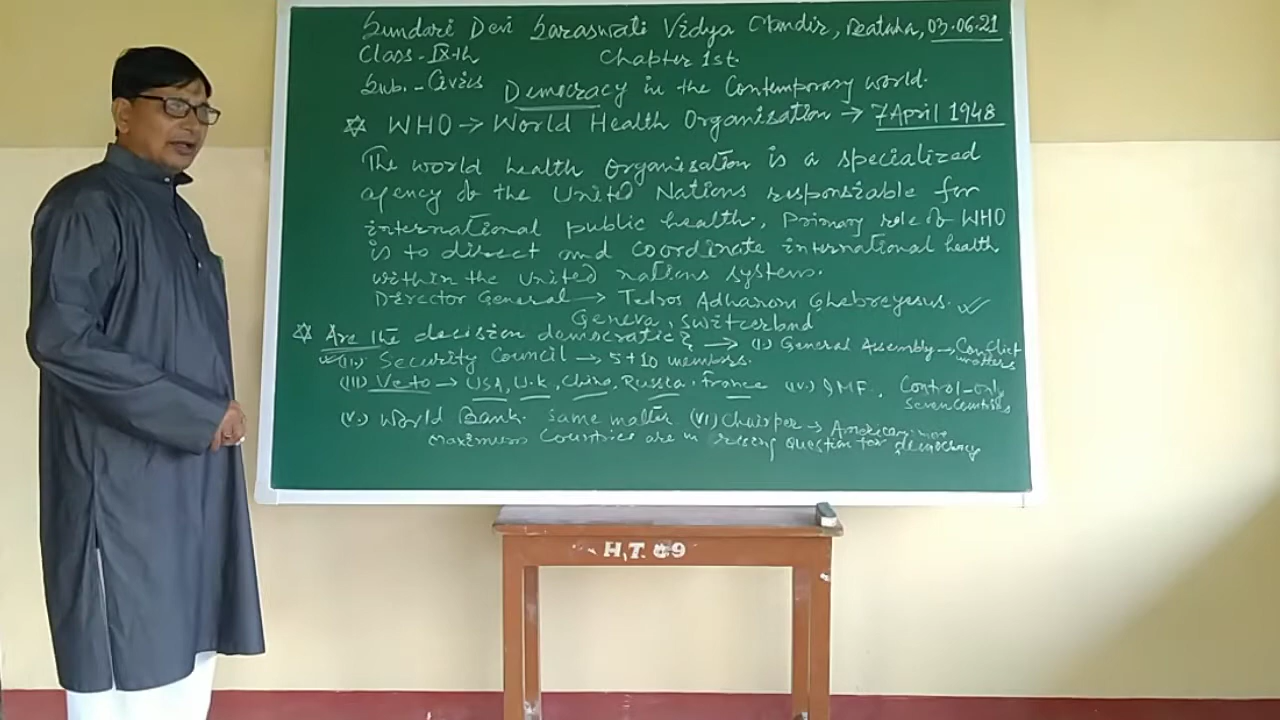 Sundari Devi Saraswati Vidya Mandir, Beataha, 03.06.21
Class - IXth Chapter 1st.
Sub. - Civics Democracy in the Contemporary world.
WHO → World Health Organisation → 7 April 1948
The world health organisation is a specialized
agency of the United Nations responsiable for
international public health. Primary role of WHO
is to direct and coordinate international health
within the United nations system.
Director General → Tedros Adhanom Ghebreyesus. ✓
Geneva, Switzerland
Are the decision democratic? → (I.) General Assembly → Conflict matters
(II.) Security Council → 5+10 members.
(III) Veto → USA, U.K, China, Russia, France (IV.) IMF. Control-only seven countries
(V.) World Bank. same matter (VI) Chairper →
maximum Countries are in raising question for democracy
H.T. 09